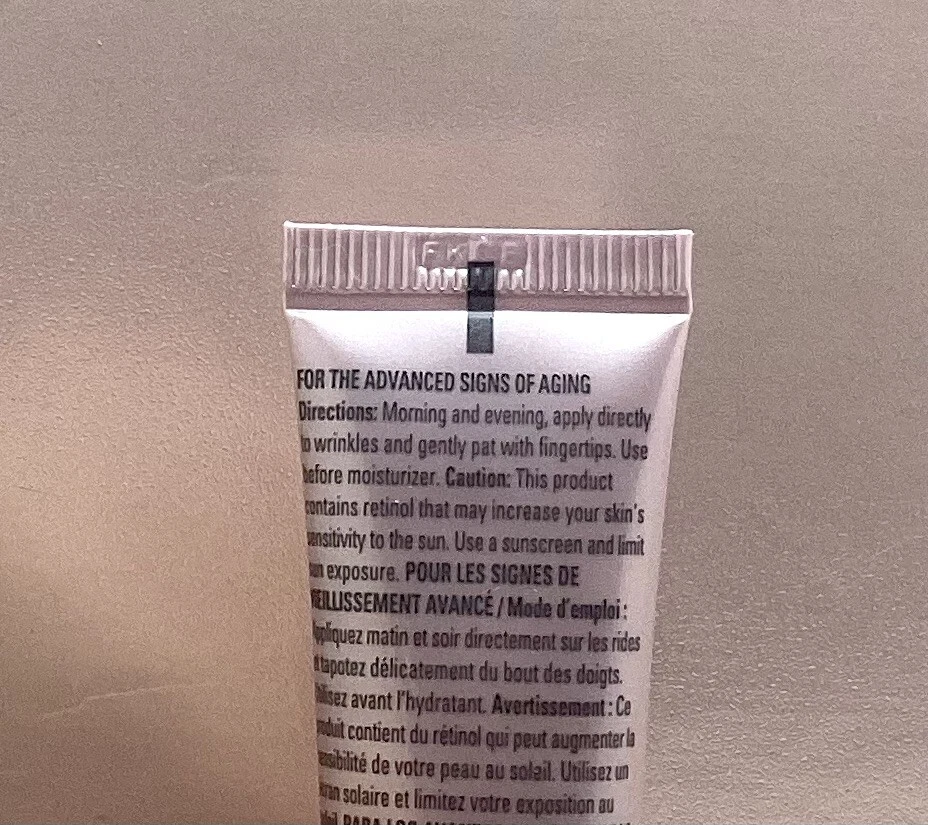 FOR THE ADVANCED SIGNS OF AGING
Directions: Morning and evening, apply directly
to wrinkles and gently pat with fingertips. Use
before moisturizer. Caution: This product
contains retinol that may increase your skin's
sensitivity to the sun. Use a sunscreen and limit
sun exposure. POUR LES SIGNES DE
VIEILLISSEMENT AVANCÉ / Mode d'emploi :
Appliquez matin et soir directement sur les rides
et tapotez délicatement du bout des doigts.
Utilisez avant l'hydratant. Avertissement : Ce
produit contient du rétinol qui peut augmenter la
sensibilité de votre peau au soleil. Utilisez un
écran solaire et limitez votre exposition au
soleil. PARA LOS